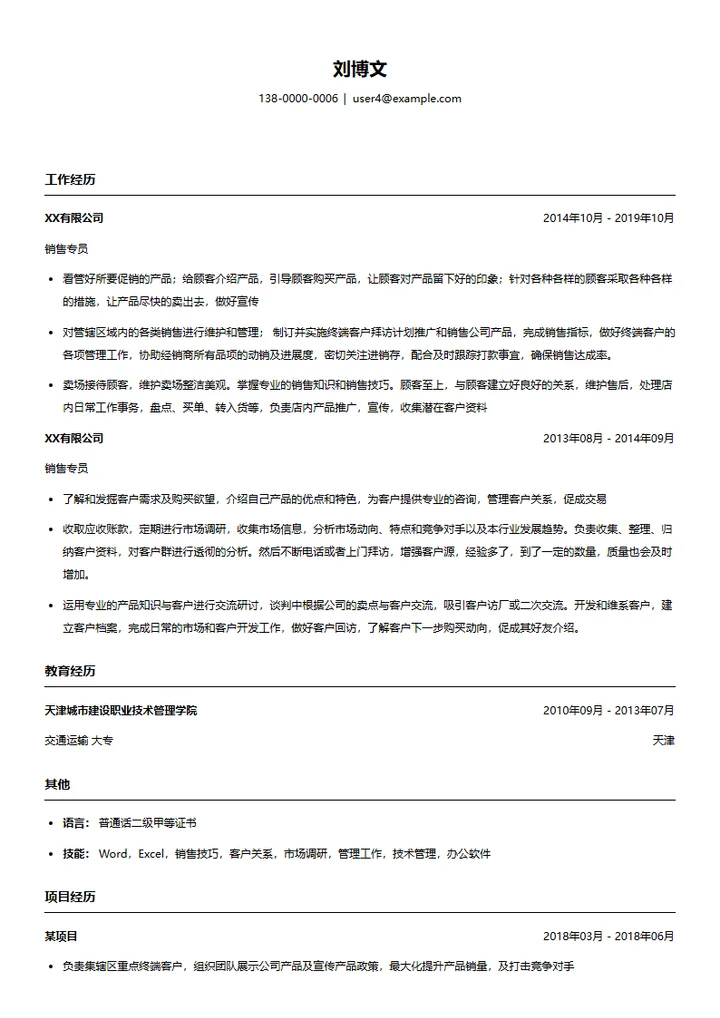 刘博文
138-0000-0006 | user4@example.com
工作经历
XX有限公司 2014年10月 - 2019年10月
销售专员
• 看管好所要促销的产品；给顾客介绍产品，引导顾客购买产品，让顾客对产品留下好的印象；针对各种各样的顾客采取各种各样
的措施，让产品尽快的卖出去，做好宣传
• 对管辖区域内的各类销售进行维护和管理； 制订并实施终端客户拜访计划推广和销售公司产品，完成销售指标，做好终端客户的
各项管理工作，协助经销商所有品项的动销及进展度，密切关注进销存，配合及时跟踪打款事宜，确保销售达成率。
• 卖场接待顾客，维护卖场整洁美观。掌握专业的销售知识和销售技巧。顾客至上，与顾客建立好良好的关系，维护售后，处理店
内日常工作事务，盘点、买单、转入货等，负责店内产品推广，宣传，收集潜在客户资料
XX有限公司 2013年08月 - 2014年09月
销售专员
• 了解和发掘客户需求及购买欲望，介绍自己产品的优点和特色，为客户提供专业的咨询，管理客户关系，促成交易
• 收取应收账款，定期进行市场调研，收集市场信息，分析市场动向、特点和竞争对手以及本行业发展趋势。负责收集、整理、归
纳客户资料，对客户群进行透彻的分析。然后不断电话或者上门拜访，增强客户源，经验多了，到了一定的数量，质量也会及时
增加。
• 运用专业的产品知识与客户进行交流研讨，谈判中根据公司的卖点与客户交流，吸引客户访厂或二次交流。开发和维系客户，建
立客户档案，完成日常的市场和客户开发工作，做好客户回访，了解客户下一步购买动向，促成其好友介绍。
教育经历
天津城市建设职业技术管理学院 2010年09月 - 2013年07月
交通运输 大专 天津
其他
• 语言： 普通话二级甲等证书
• 技能： Word，Excel，销售技巧，客户关系，市场调研，管理工作，技术管理，办公软件
项目经历
某项目 2018年03月 - 2018年06月
• 负责集辖区重点终端客户，组织团队展示公司产品及宣传产品政策，最大化提升产品销量，及打击竞争对手